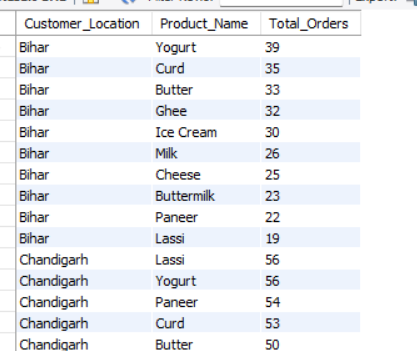 Customer_Location Product_Name Total_Orders
Bihar Yogurt 39
Bihar Curd 35
Bihar Butter 33
Bihar Ghee 32
Bihar Ice Cream 30
Bihar Milk 26
Bihar Cheese 25
Bihar Buttermilk 23
Bihar Paneer 22
Bihar Lassi 19
Chandigarh Lassi 56
Chandigarh Yogurt 56
Chandigarh Paneer 54
Chandigarh Curd 53
Chandigarh Butter 50